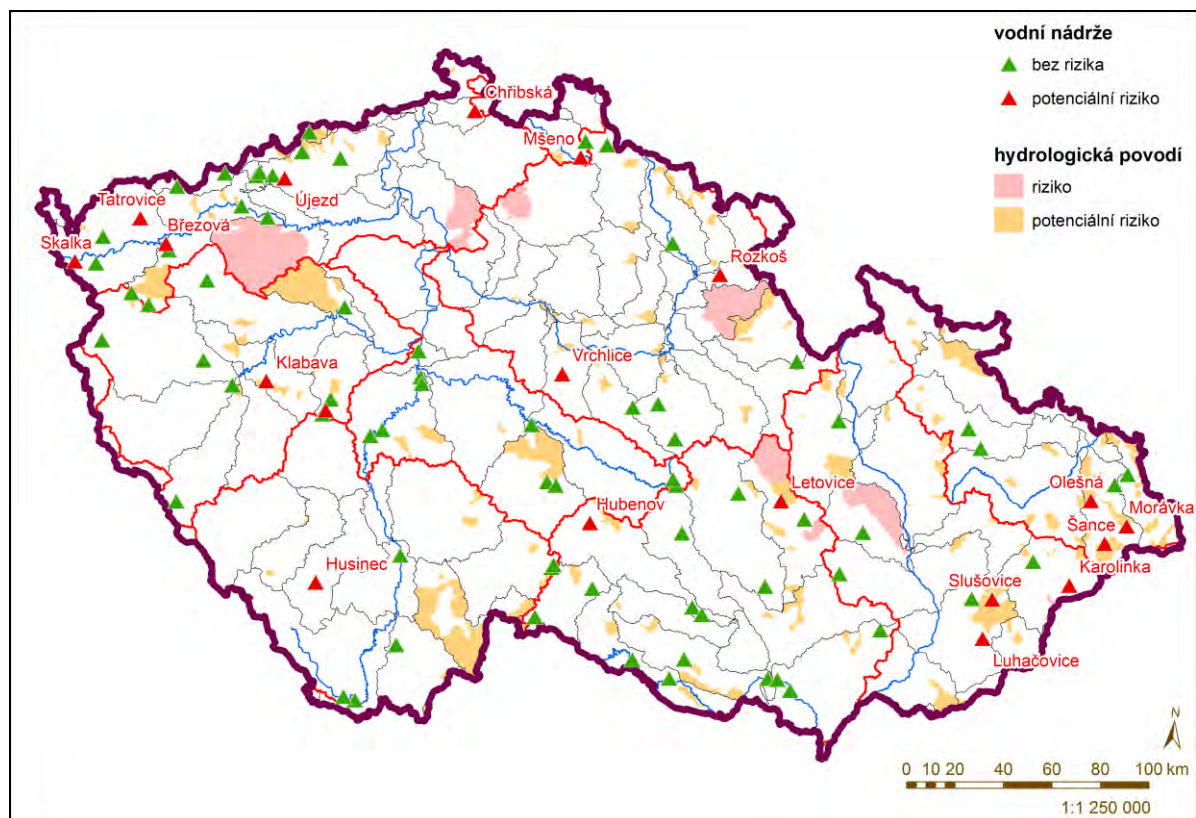 vodní nádrže
bez rizika
potenciální riziko
hydrologická povodí
riziko
potenciální riziko
Chřibská
Mšeno
Tatrovice
Újezd
Březová
Skalka
Rozkoš
Klabava
Vrchlice
Letovice
Olešná
Hubenov
Morávka
Šance
Husinec
Karolinka
Slušovice
Luhačovice
N
0 10 20 40 60 80 100 km
1:1 250 000